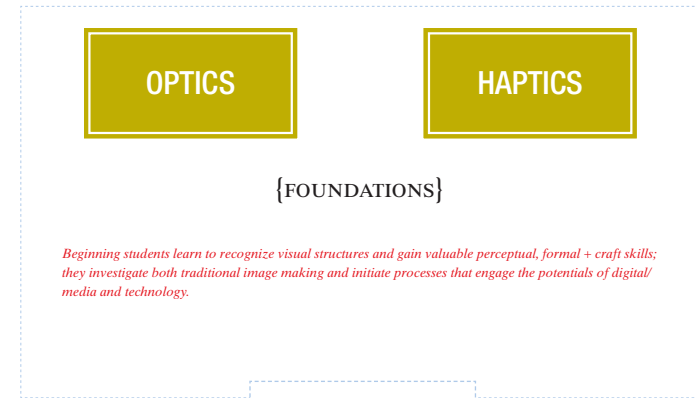 OPTICS
HAPTICS
{FOUNDATIONS}
Beginning students learn to recognize visual structures and gain valuable perceptual, formal + craft skills;
they investigate both traditional image making and initiate processes that engage the potentials of digital/
media and technology.